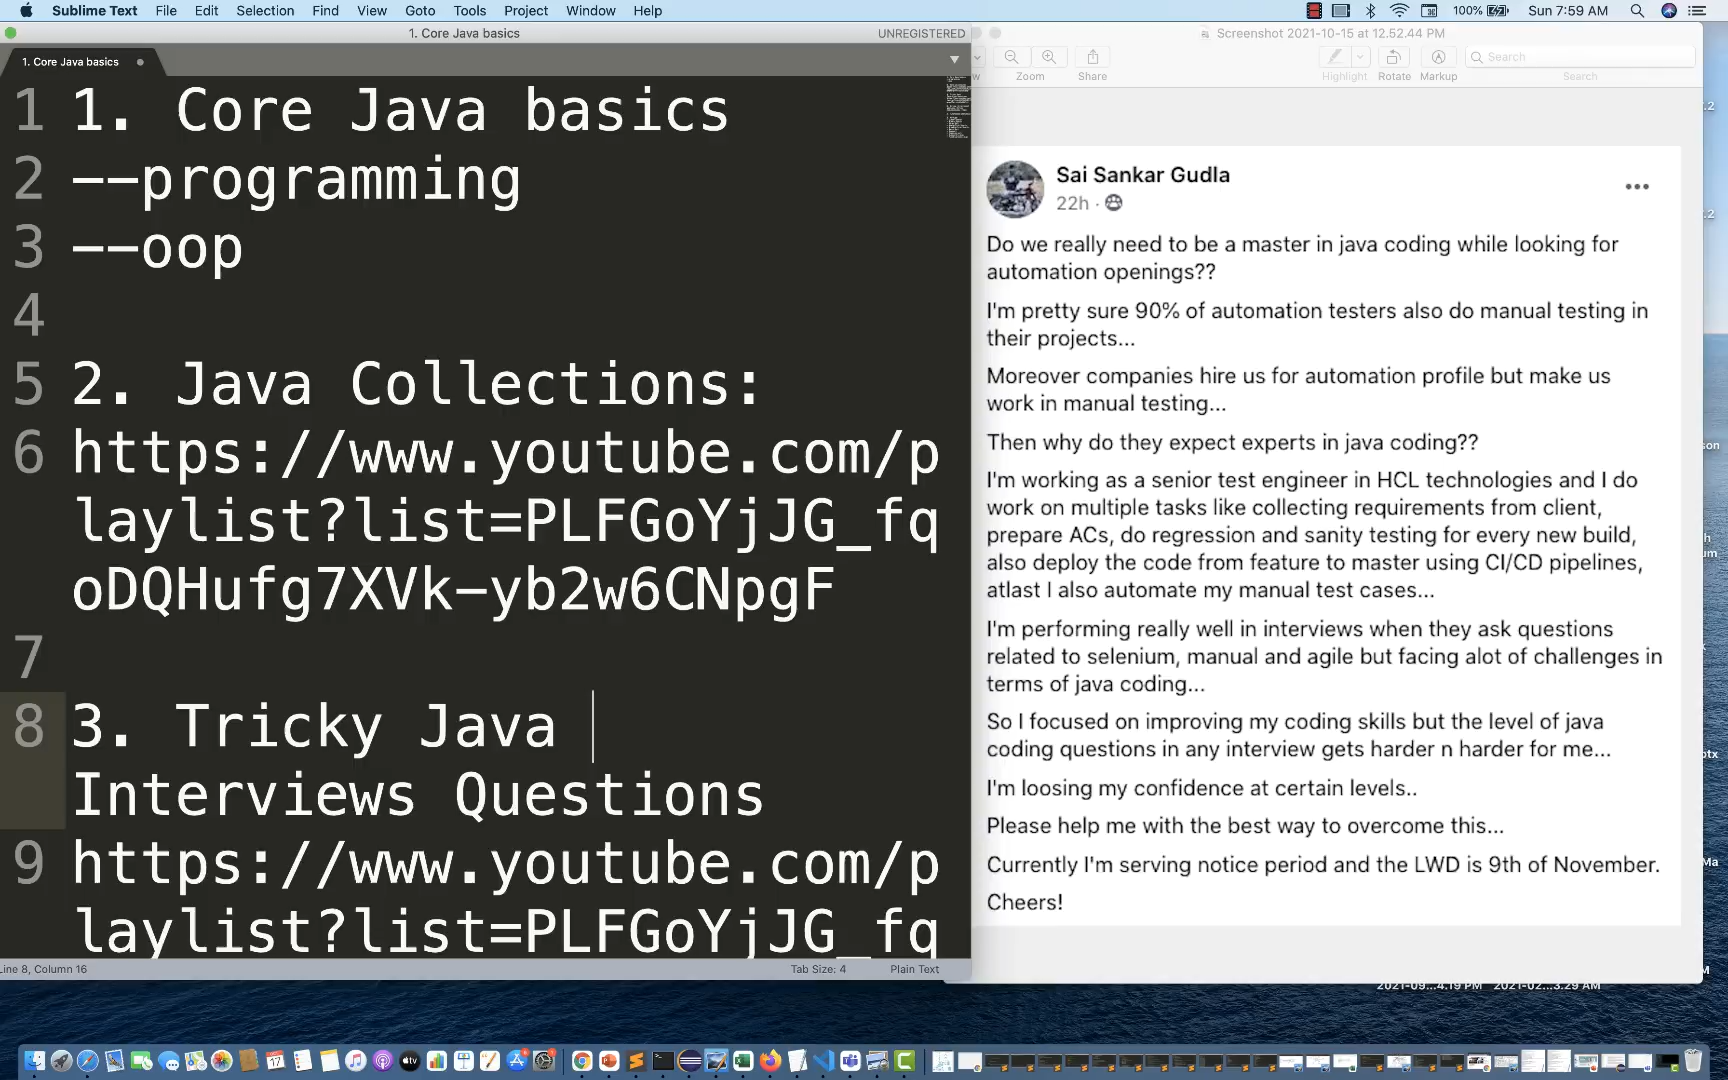 Sublime Text File Edit Selection Find View Goto Tools Project Window Help
100% Sun 7:59 AM
1. Core Java basics
UNREGISTERED
1. Core Java basics
1 1. Core Java basics
2 --programming
3 --oop
4
5 2. Java Collections:
6 https://www.youtube.com/p
laylist?list=PLFGoYjJG_fq
oDQHufg7XVk-yb2w6CNpgF
7
8 3. Tricky Java
Interviews Questions
9 https://www.youtube.com/p
laylist?list=PLFGoYjJG_fq
Line 8, Column 16
Tab Size: 4
Plain Text
Screenshot 2021-10-15 at 12.52.44 PM
Search
Zoom Share Highlight Rotate Markup Search
Sai Sankar Gudla
22h ·
Do we really need to be a master in java coding while looking for
automation openings??
I'm pretty sure 90% of automation testers also do manual testing in
their projects...
Moreover companies hire us for automation profile but make us
work in manual testing...
Then why do they expect experts in java coding??
I'm working as a senior test engineer in HCL technologies and I do
work on multiple tasks like collecting requirements from client,
prepare ACs, do regression and sanity testing for every new build,
also deploy the code from feature to master using CI/CD pipelines,
atlast I also automate my manual test cases...
I'm performing really well in interviews when they ask questions
related to selenium, manual and agile but facing alot of challenges in
terms of java coding...
So I focused on improving my coding skills but the level of java
coding questions in any interview gets harder n harder for me...
I'm loosing my confidence at certain levels..
Please help me with the best way to overcome this...
Currently I'm serving notice period and the LWD is 9th of November.
Cheers!
2021-09...4.19 PM 2021-02...3.29 AM